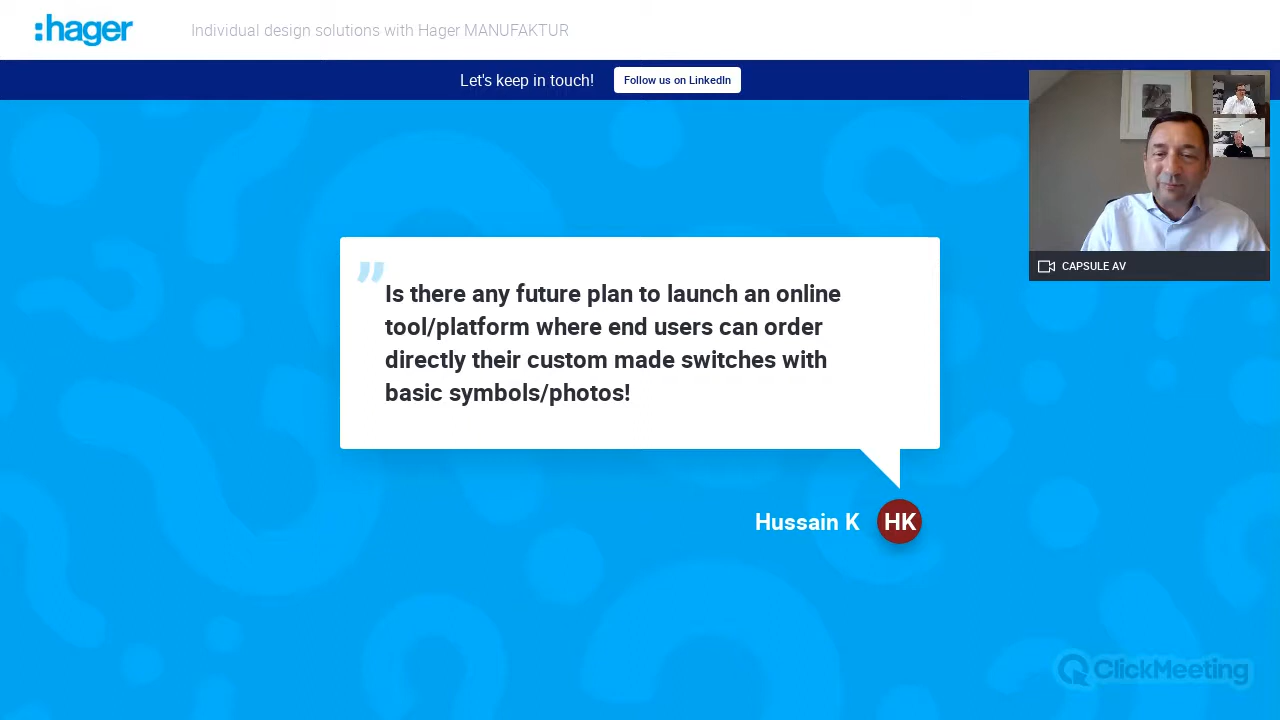 :hager
Individual design solutions with Hager MANUFAKTUR
Let's keep in touch!
Follow us on LinkedIn
CAPSULE AV
"
Is there any future plan to launch an online
tool/platform where end users can order
directly their custom made switches with
basic symbols/photos!
Hussain K
HK
ClickMeeting